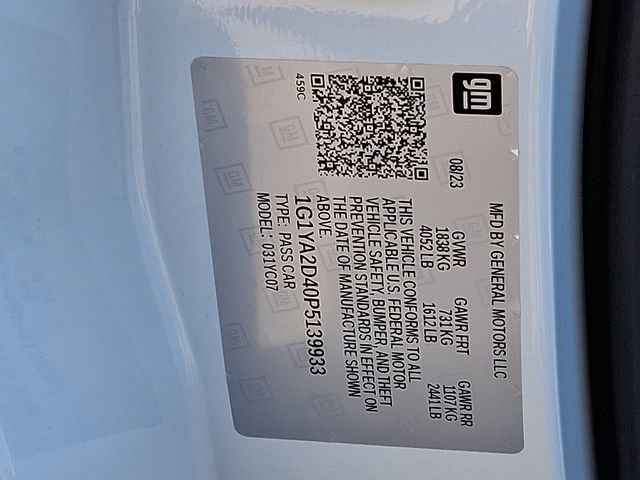 gm
08/23
459C
MFD BY GENERAL MOTORS LLC
GVWR GAWR FRT GAWR RR
1838 KG 731 KG 1107 KG
4052 LB 1612 LB 2441 LB
THIS VEHICLE CONFORMS TO ALL
APPLICABLE U.S. FEDERAL MOTOR
VEHICLE SAFETY, BUMPER, AND THEFT
PREVENTION STANDARDS IN EFFECT ON
THE DATE OF MANUFACTURE SHOWN
ABOVE.
1G1YA2D40P5139933
TYPE: PASS CAR
MODEL: 031YC07